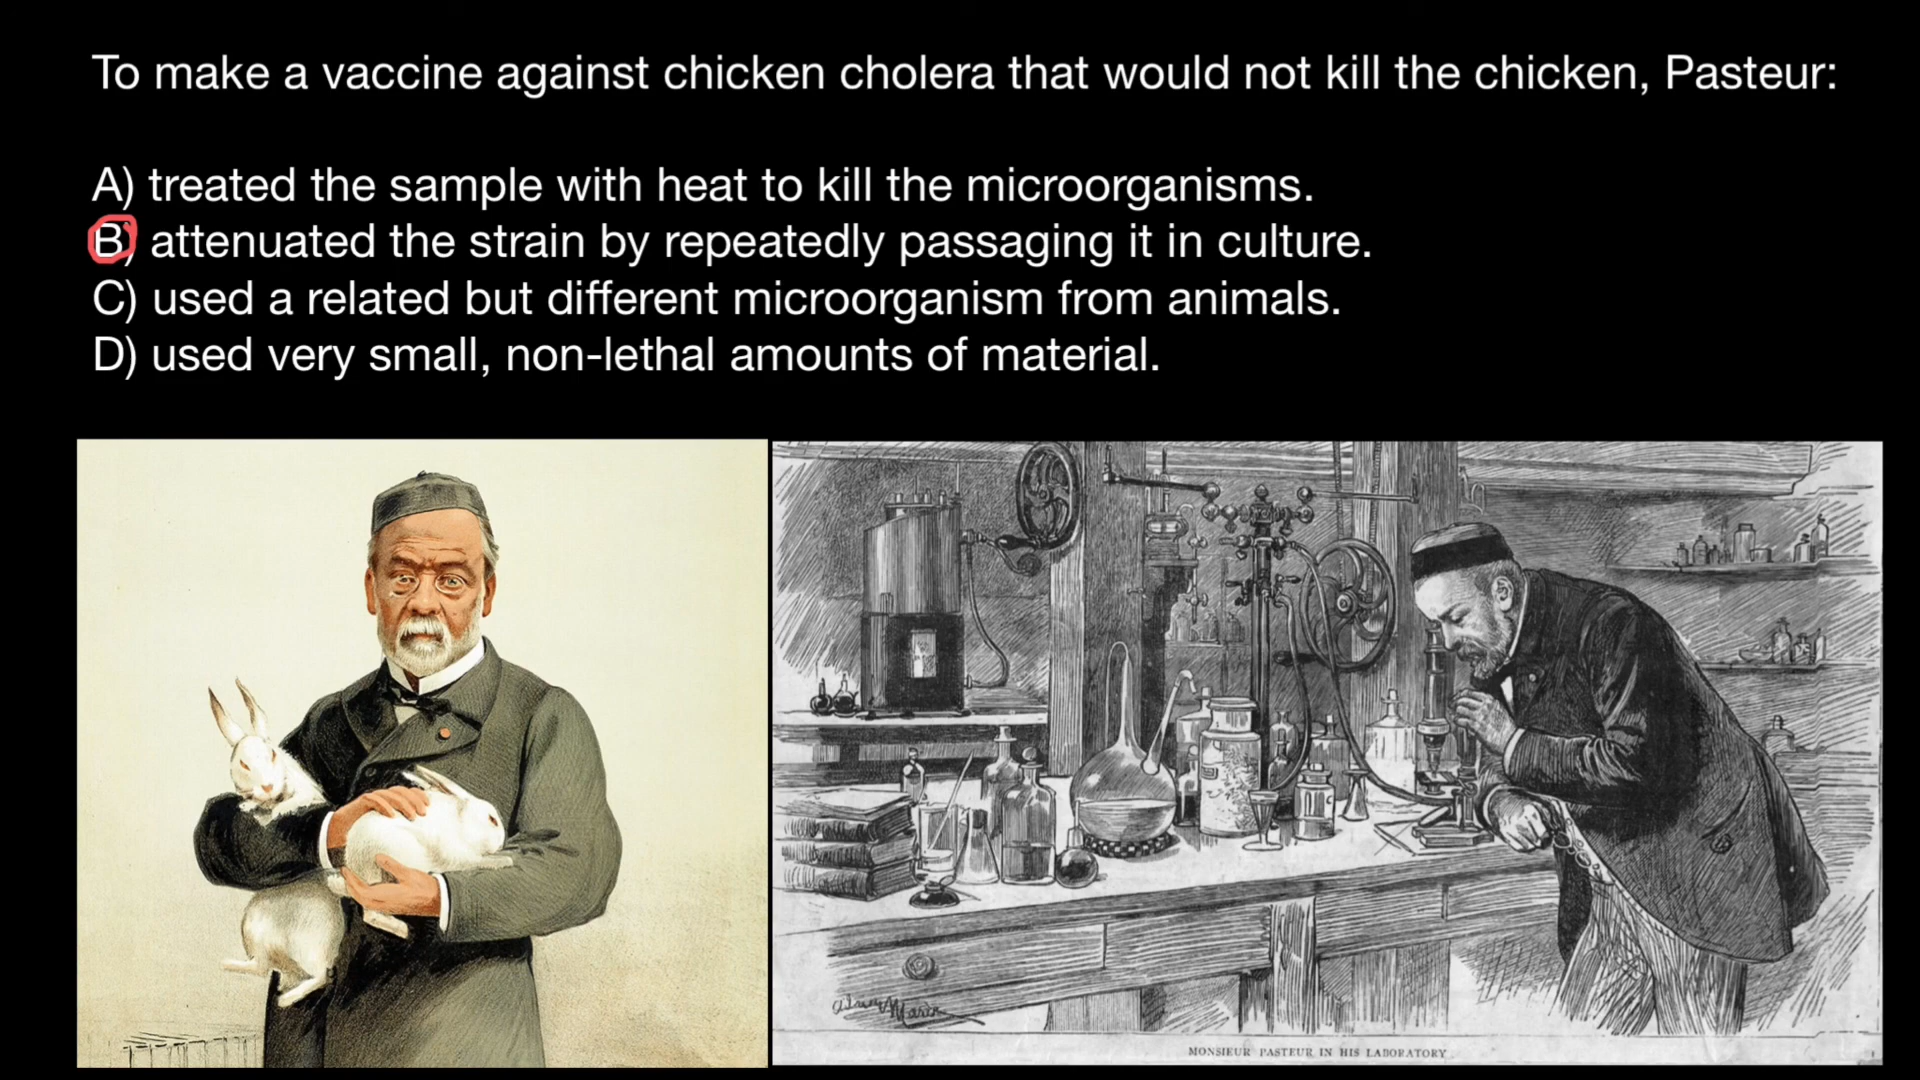 To make a vaccine against chicken cholera that would not kill the chicken, Pasteur:
A) treated the sample with heat to kill the microorganisms.
B) attenuated the strain by repeatedly passaging it in culture.
C) used a related but different microorganism from animals.
D) used very small, non-lethal amounts of material.
MONSIEUR PASTEUR IN HIS LABORATORY